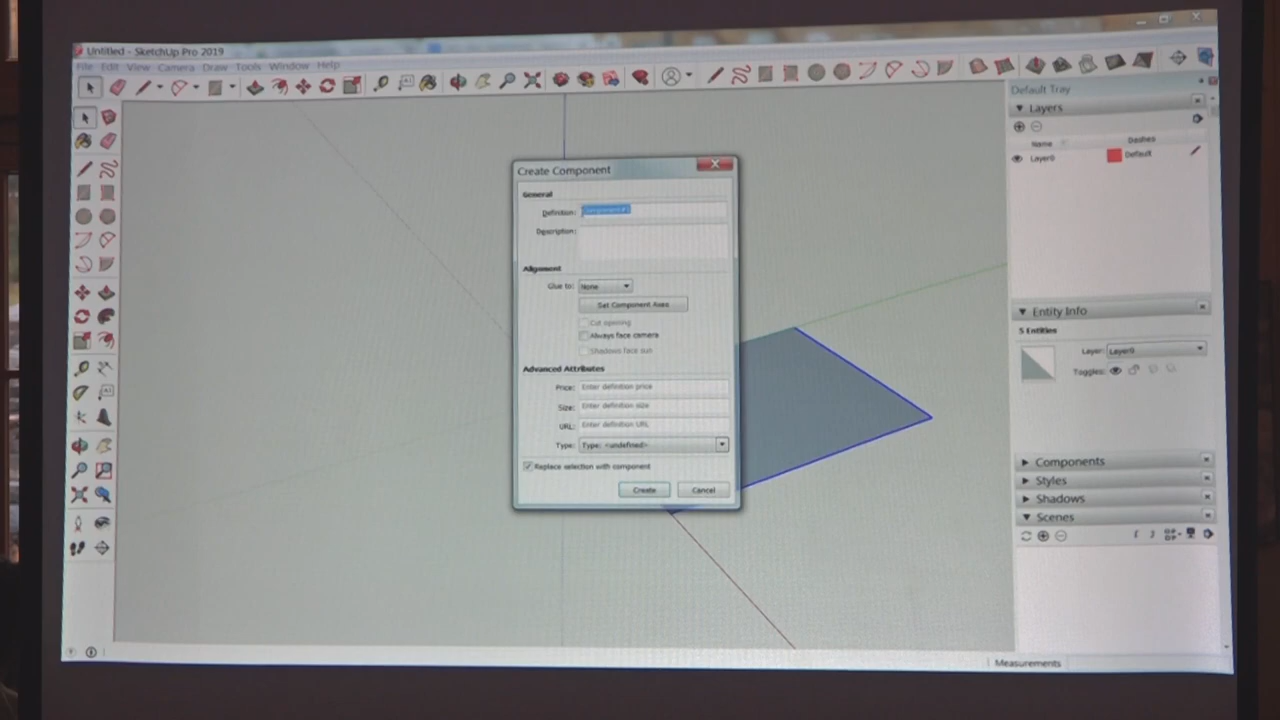 Untitled - SketchUp Pro 2019
File Edit View Camera Draw Tools Window Help
Default Tray
Layers
Name Dashes
Layer0 Default
Create Component
General
Definition:
Description:
Alignment
Glue to: None
Set Component Axes
Cut opening
Always face camera
Shadows face sun
Advanced Attributes
Price: Enter definition price
Size: Enter definition size
URL: Enter definition URL
Type: Type: <undefined>
Replace selection with component
Create Cancel
Entity Info
5 Entities
Layer: Layer0
Toggles:
Components
Styles
Shadows
Scenes
Measurements